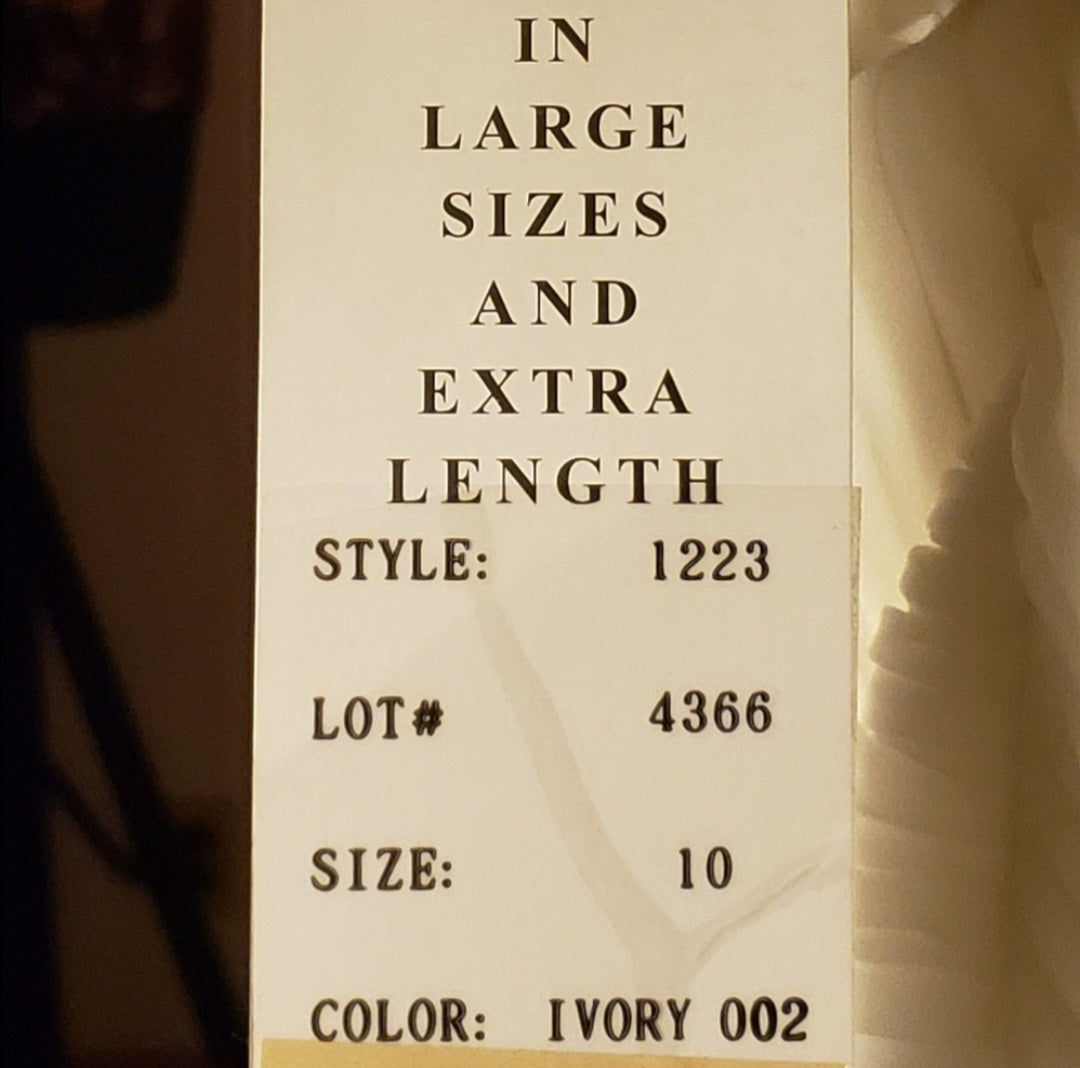 IN
LARGE
SIZES
AND
EXTRA
LENGTH
STYLE: 1223
LOT# 4366
SIZE: 10
COLOR: IVORY 002